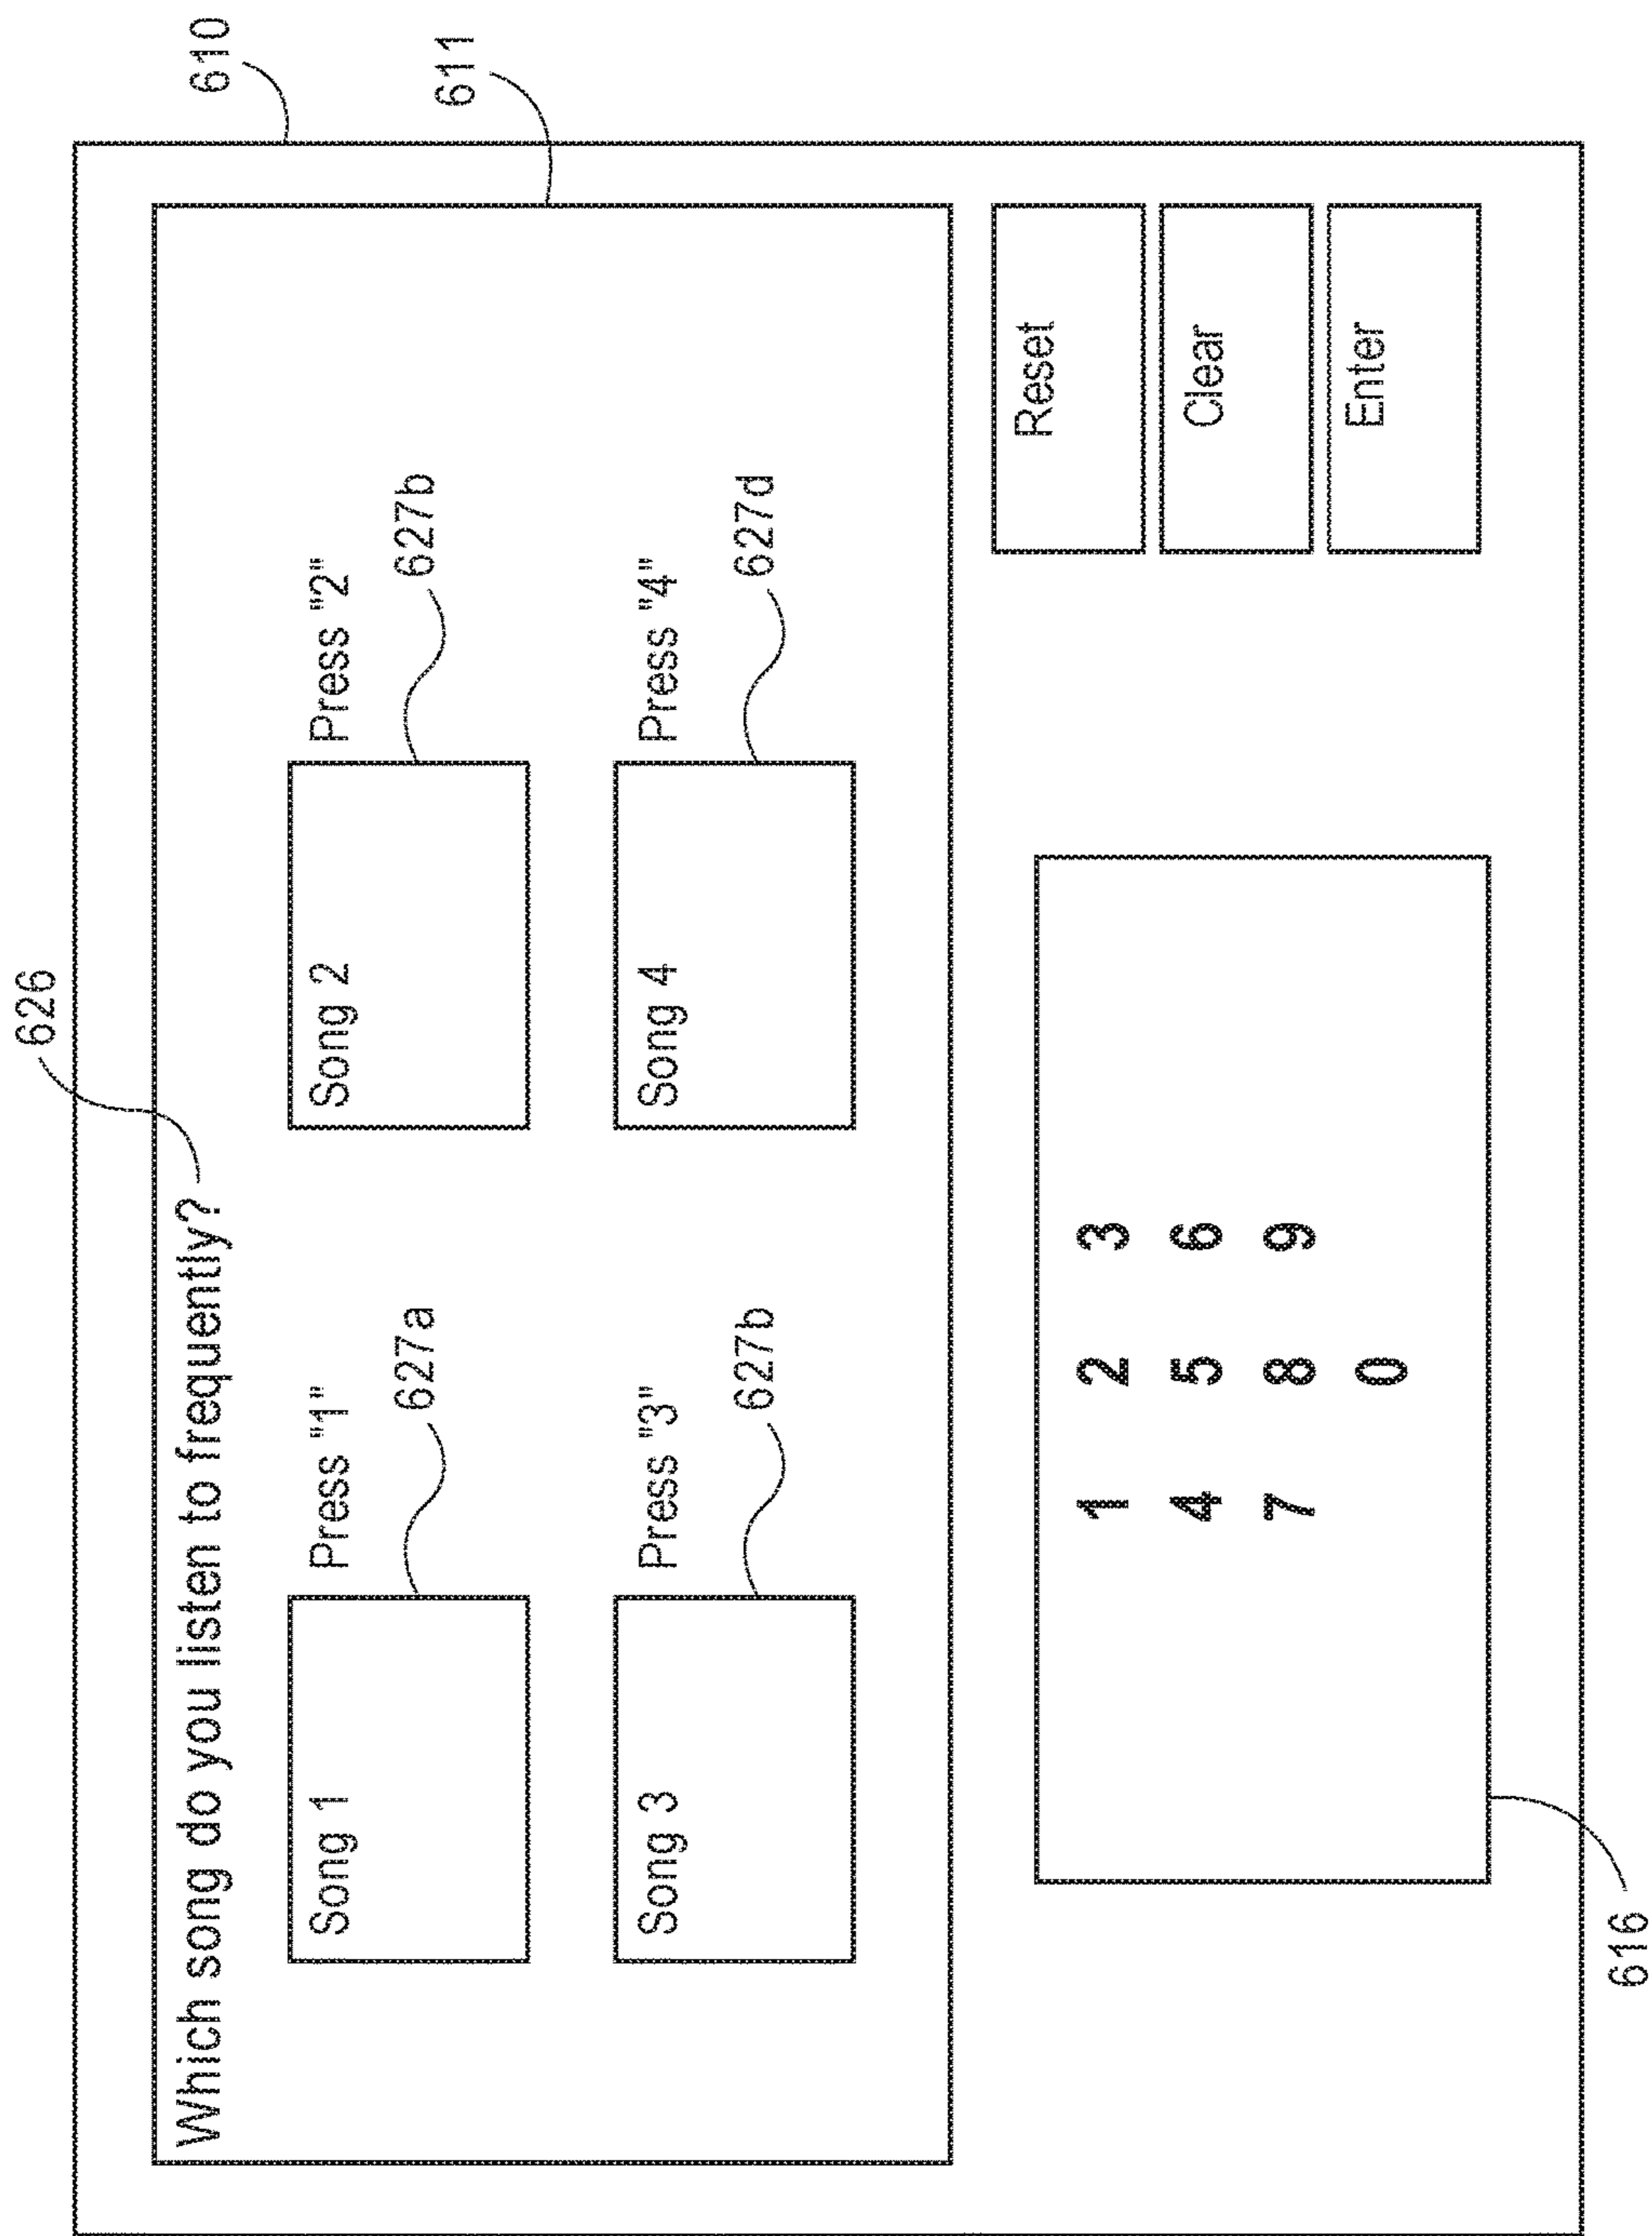 626
610
611
Which song do you listen to frequently?
Song 1
Press "1"
627a
Song 2
Press "2"
627b
Song 3
Press "3"
627b
Song 4
Press "4"
627d
1 2 3
4 5 6
7 8 9
0
Reset
Clear
Enter
616